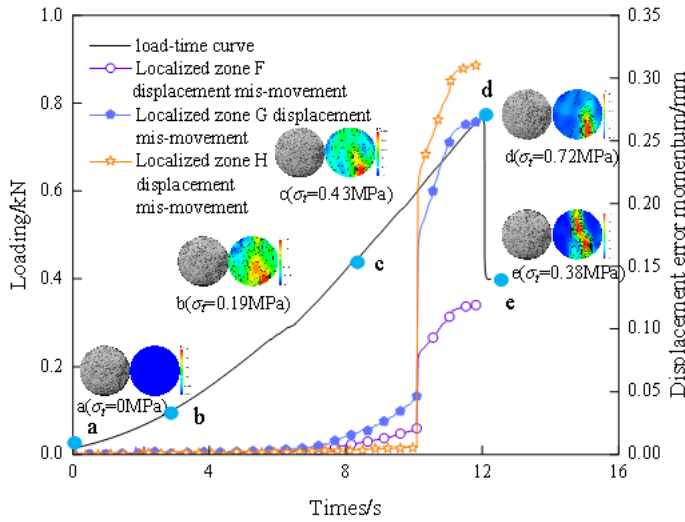 load-time curve
Localized zone F
displacement mis-movement
Localized zone G displacement
mis-movement
Localized zone H
displacement
mis-movement
c(σt=0.43MPa)
d
d(σt=0.72MPa)
b(σt=0.19MPa)
c
e(σt=0.38MPa)
e
a(σt=0MPa)
a
b
1.0
0.8
0.6
0.4
0.2
0.0
Loading/kN
0.35
0.30
0.25
0.20
0.15
0.10
0.05
0.00
Displacement error momentum/mm
0 4 8 12 16
Times/s